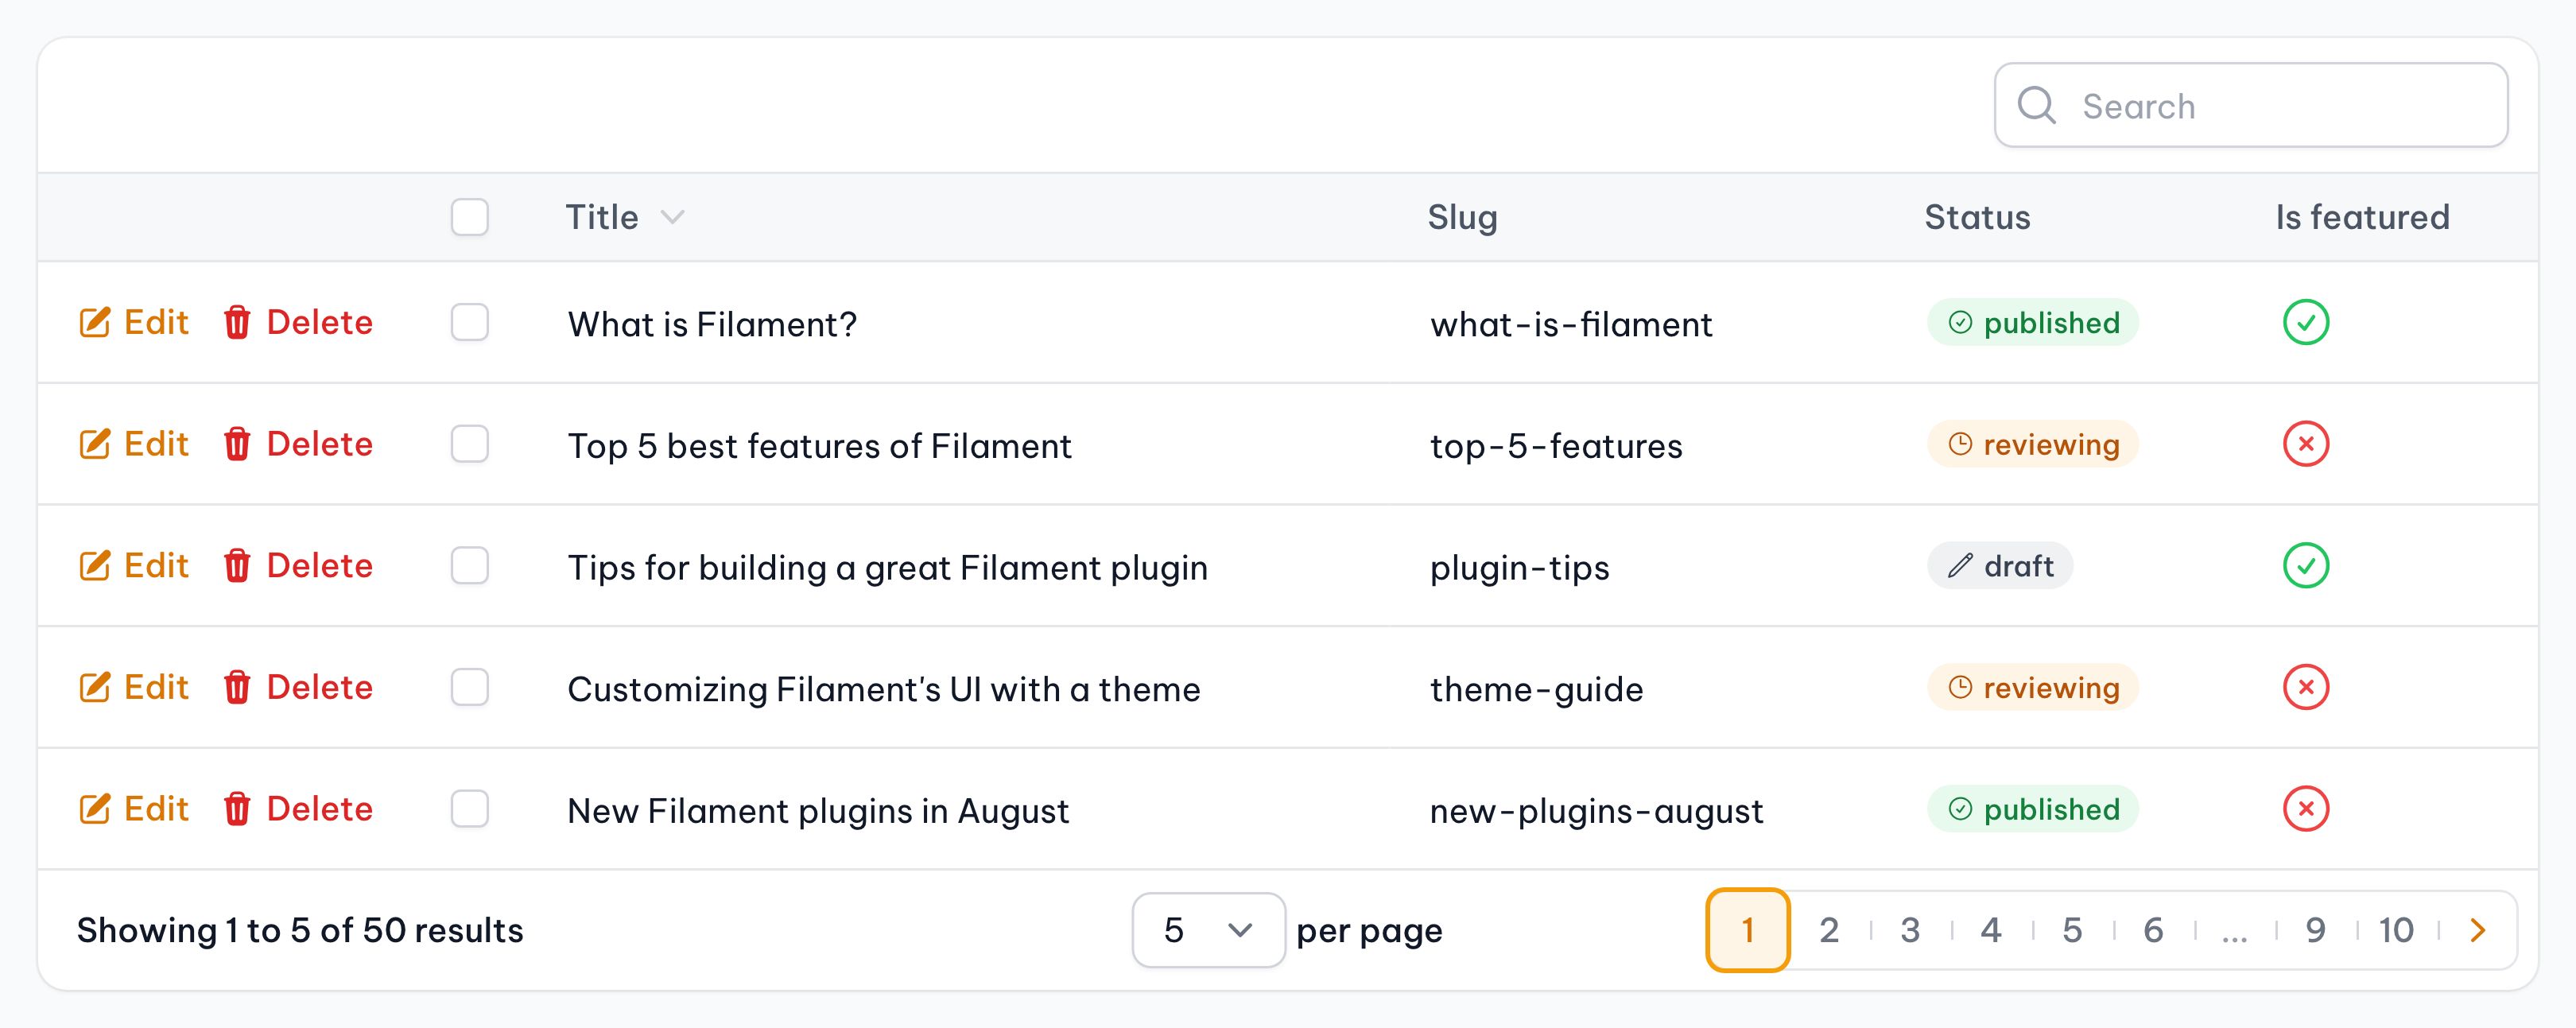 Search
Title Slug Status Is featured
Edit Delete What is Filament? what-is-filament published
Edit Delete Top 5 best features of Filament top-5-features reviewing
Edit Delete Tips for building a great Filament plugin plugin-tips draft
Edit Delete Customizing Filament's UI with a theme theme-guide reviewing
Edit Delete New Filament plugins in August new-plugins-august published
Showing 1 to 5 of 50 results 5 per page 1 2 3 4 5 6 ... 9 10